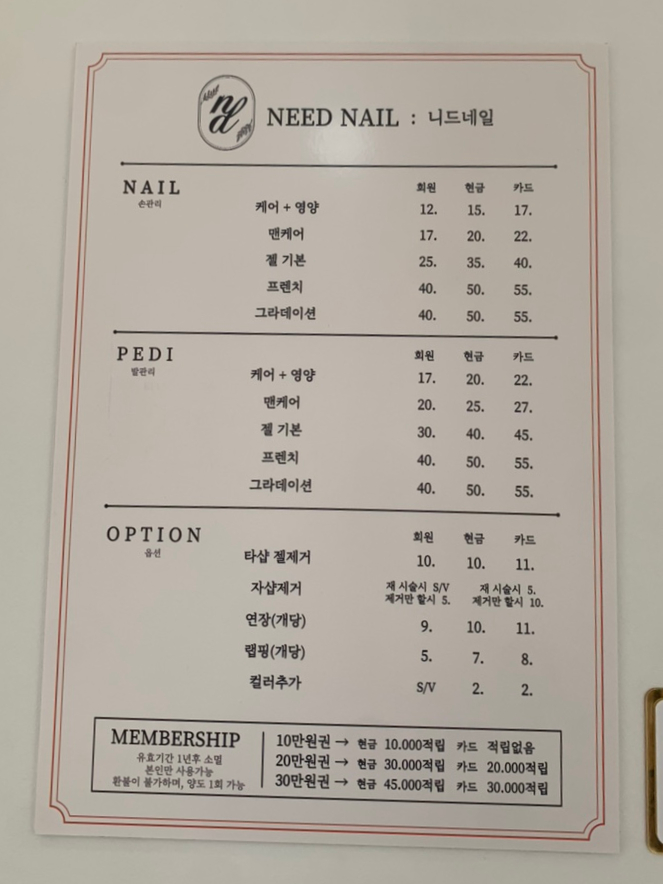 Need nd Nail
NEED NAIL : 니드네일
NAIL 회원 현금 카드
손관리
케어 + 영양 12. 15. 17.
맨케어 17. 20. 22.
젤 기본 25. 35. 40.
프렌치 40. 50. 55.
그라데이션 40. 50. 55.
PEDI 회원 현금 카드
발관리
케어 + 영양 17. 20. 22.
맨케어 20. 25. 27.
젤 기본 30. 40. 45.
프렌치 40. 50. 55.
그라데이션 40. 50. 55.
OPTION 회원 현금 카드
옵션
타샵 젤제거 10. 10. 11.
자샵제거 재 시술시 S/V 재 시술시 5.
제거만 할시 5. 제거만 할시 10.
연장(개당) 9. 10. 11.
랩핑(개당) 5. 7. 8.
컬러추가 S/V 2. 2.
MEMBERSHIP
유효기간 1년후 소멸
본인만 사용가능
환불이 불가하며, 양도 1회 가능
10만원권 → 현금 10.000적립 카드 적립없음
20만원권 → 현금 30.000적립 카드 20.000적립
30만원권 → 현금 45.000적립 카드 30.000적립